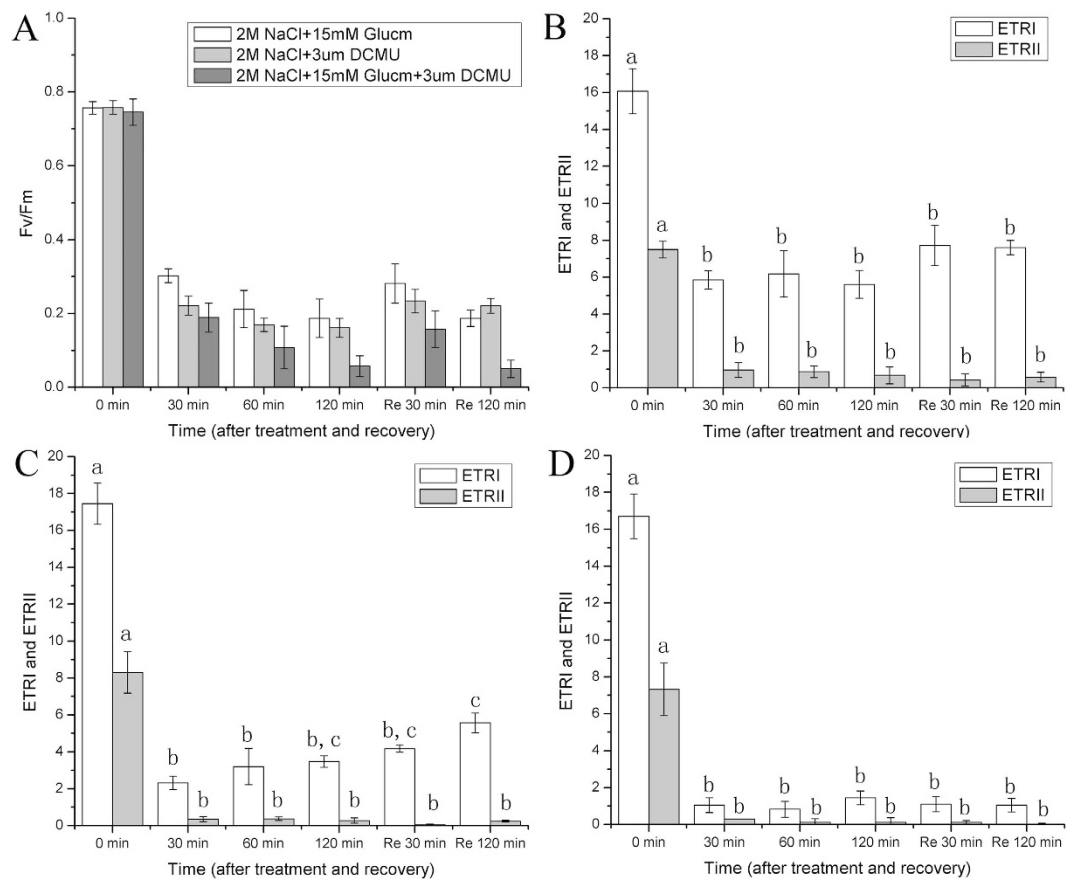 A
2M NaCl+15mM Glucm
2M NaCl+3um DCMU
2M NaCl+15mM Glucm+3um DCMU
Fv/Fm
1.0
0.8
0.6
0.4
0.2
0.0
0 min 30 min 60 min 120 min Re 30 min Re 120 min
Time (after treatment and recovery)
B
ETRI
ETRII
ETRI and ETRII
20
18
16
14
12
10
8
6
4
2
0
a a b b b b b b b b b b
0 min 30 min 60 min 120 min Re 30 min Re 120 min
Time (after treatment and recovery)
C
ETRI
ETRII
ETRI and ETRII
20
18
16
14
12
10
8
6
4
2
0
a a b b b b b, c b b, c b c b
0 min 30 min 60 min 120 min Re 30 min Re 120 min
Time (after treatment and recovery)
D
ETRI
ETRII
ETRI and ETRII
20
18
16
14
12
10
8
6
4
2
0
a a b b b b b b b b b b
0 min 30 min 60 min 120 min Re 30 min Re 120 min
Time (after treatment and recovery)